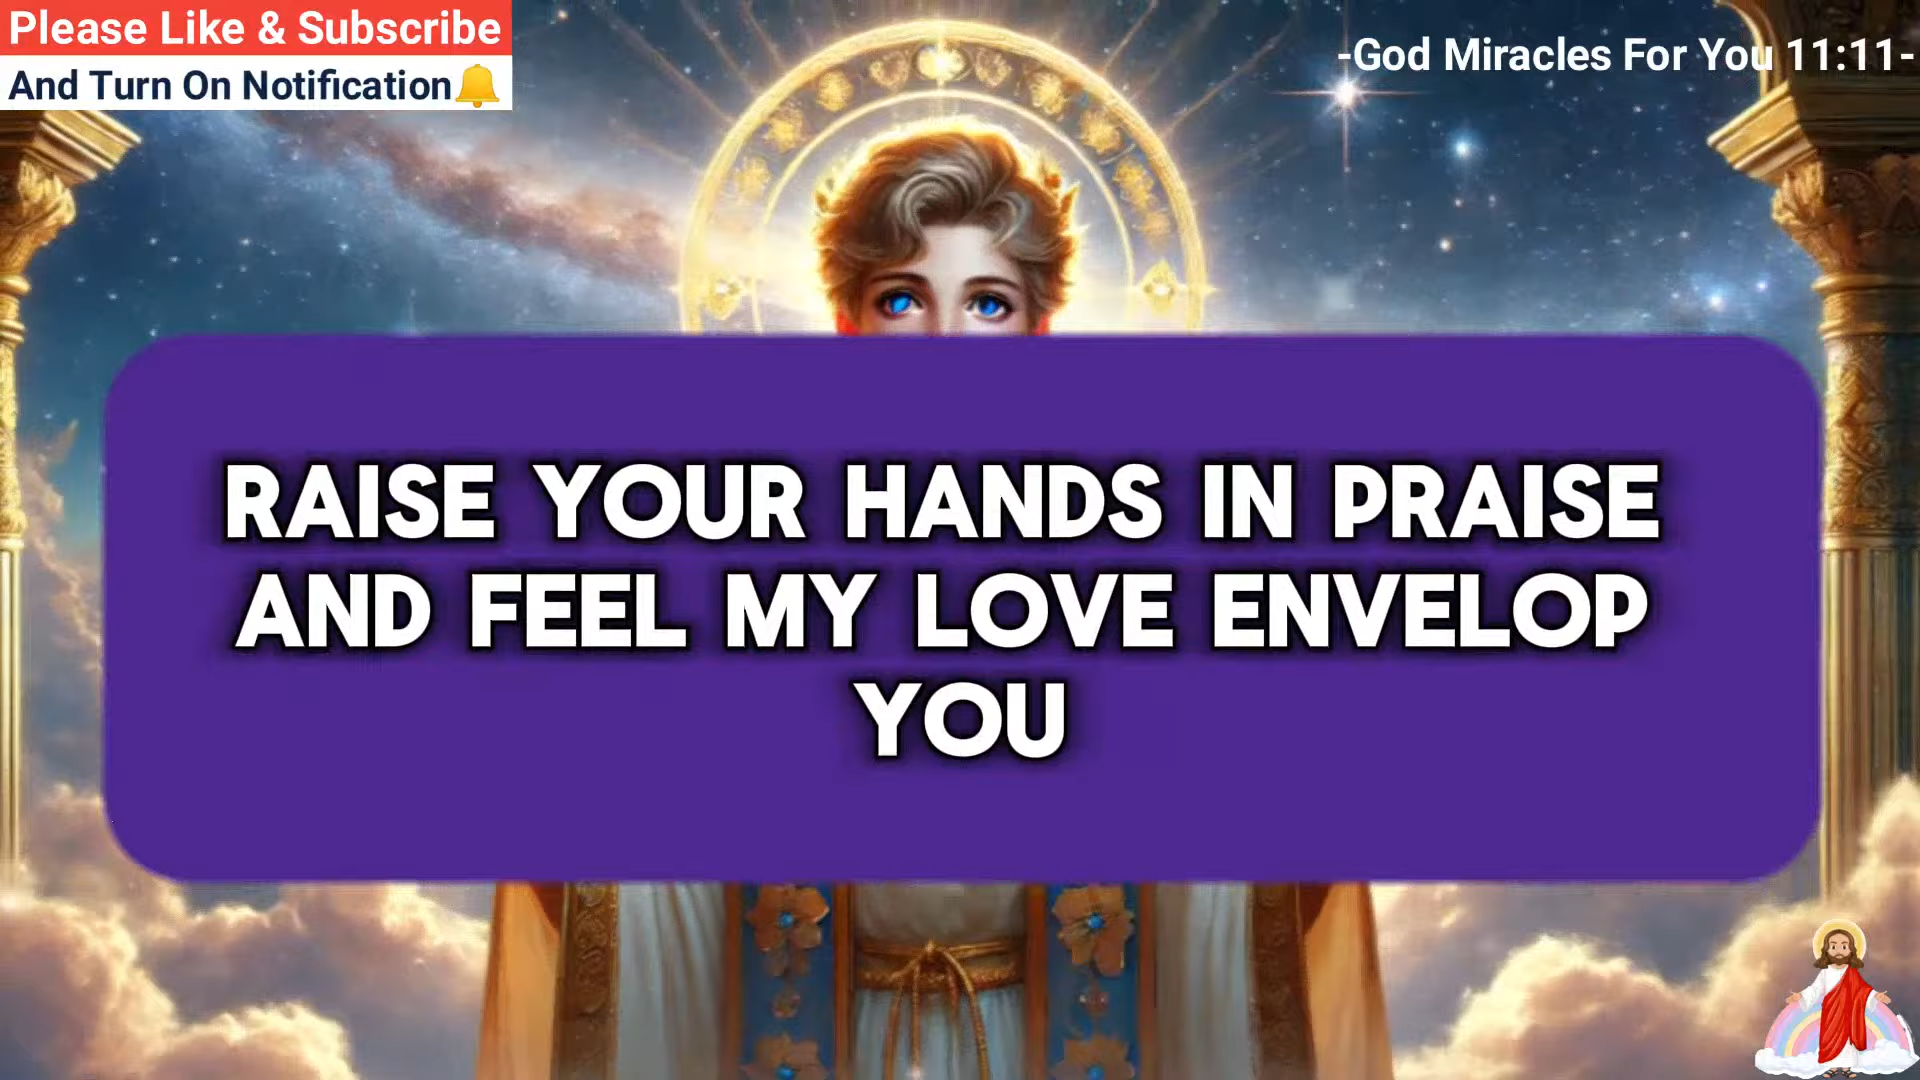 Please Like & Subscribe
And Turn On Notification🔔
-God Miracles For You 11:11-
RAISE YOUR HANDS IN PRAISE
AND FEEL MY LOVE ENVELOP
YOU